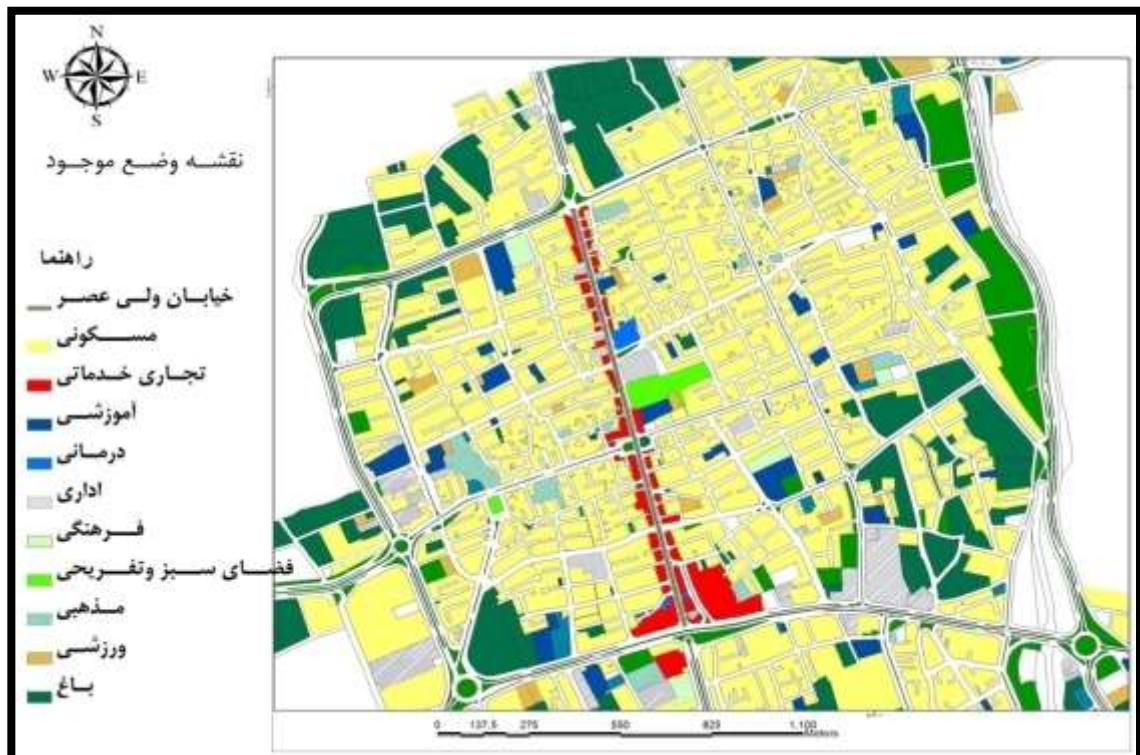 N
W E
S
نقشه وضع موجود
راهنما
خیابان ولی عصر
مسکونی
تجاری خدماتی
آموزشی
درمانی
اداری
فرهنگی
فضای سبز وتفریحی
مذهبی
ورزشی
باغ
0 137.5 275 550 825 1,100
Meters